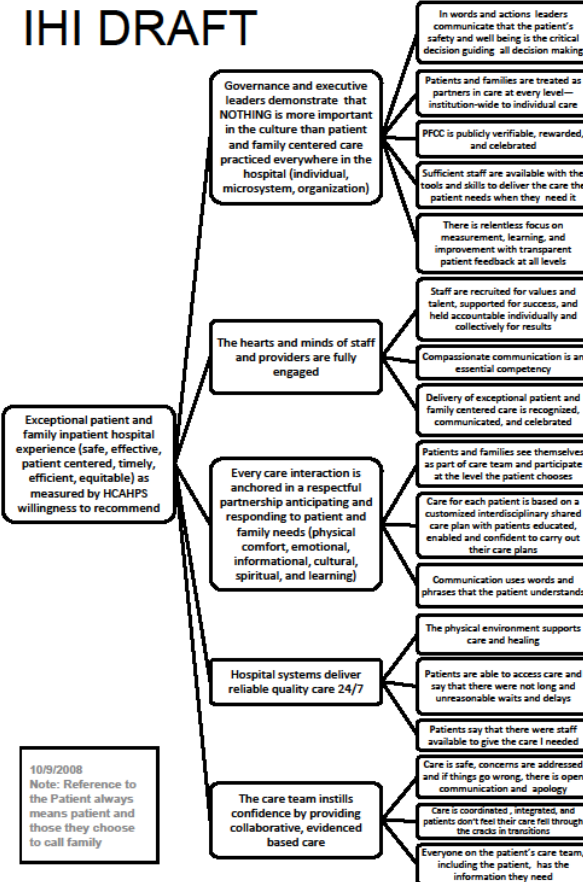 IHI DRAFT
In words and actions leaders
communicate that the patient's
safety and well being is the critical
decision guiding all decision making
Governance and executive
leaders demonstrate that
NOTHING is more important
in the culture than patient
and family centered care
practiced everywhere in the
hospital (individual,
microsystem, organization)
Patients and families are treated as
partners in care at every level—
institution-wide to individual care
PFCC is publicly verifiable, rewarded,
and celebrated
Sufficient staff are available with the
tools and skills to deliver the care the
patient needs when they need it
There is relentless focus on
measurement, learning, and
improvement with transparent
patient feedback at all levels
The hearts and minds of staff
and providers are fully
engaged
Staff are recruited for values and
talent, supported for success, and
held accountable individually and
collectively for results
Compassionate communication is an
essential competency
Delivery of exceptional patient and
family centered care is recognized,
communicated, and celebrated
Exceptional patient and
family inpatient hospital
experience (safe, effective,
patient centered, timely,
efficient, equitable) as
measured by HCAHPS
willingness to recommend
Every care interaction is
anchored in a respectful
partnership anticipating and
responding to patient and
family needs (physical
comfort, emotional,
informational, cultural,
spiritual, and learning)
Patients and families see themselves
as part of care team and participate
at the level the patient chooses
Care for each patient is based on a
customized interdisciplinary shared
care plan with patients educated,
enabled and confident to carry out
their care plans
Communication uses words and
phrases that the patient understands
Hospital systems deliver
reliable quality care 24/7
The physical environment supports
care and healing
Patients are able to access care and
say that there were not long and
unreasonable waits and delays
Patients say that there were staff
available to give the care I needed
The care team instills
confidence by providing
collaborative, evidenced
based care
Care is safe, concerns are addressed
and if things go wrong, there is open
communication and apology
Care is coordinated , integrated, and
patients don't feel their care fell through
the cracks in transitions
Everyone on the patient's care team,
including the patient, has the
information they need
10/9/2008
Note: Reference to
the Patient always
means patient and
those they choose
to call family